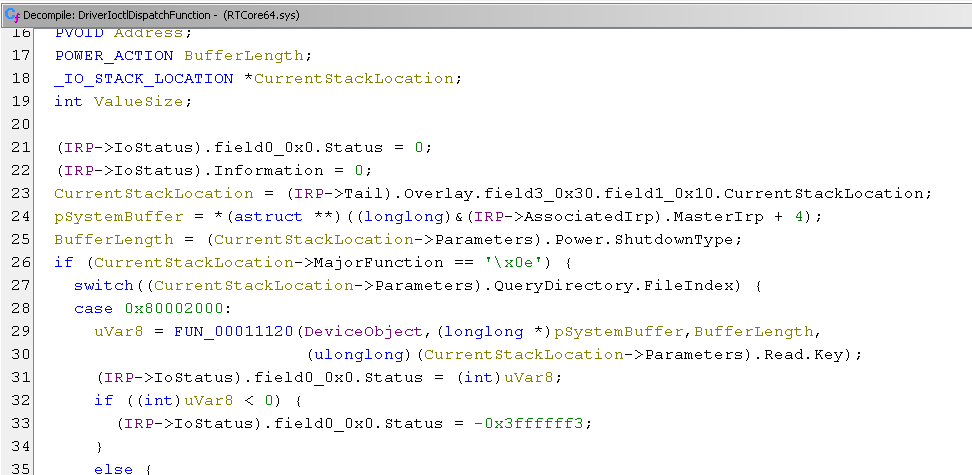 Decompile: DriverIoctlDispatchFunction - (RTCore64.sys)
16 PVOID Address;
17 POWER_ACTION BufferLength;
18 _IO_STACK_LOCATION *CurrentStackLocation;
19 int ValueSize;
20
21 (IRP->IoStatus).field0_0x0.Status = 0;
22 (IRP->IoStatus).Information = 0;
23 CurrentStackLocation = (IRP->Tail).Overlay.field3_0x30.field1_0x10.CurrentStackLocation;
24 pSystemBuffer = *(astruct **)((longlong)&(IRP->AssociatedIrp).MasterIrp + 4);
25 BufferLength = (CurrentStackLocation->Parameters).Power.ShutdownType;
26 if (CurrentStackLocation->MajorFunction == '\x0e') {
27 switch((CurrentStackLocation->Parameters).QueryDirectory.FileIndex) {
28 case 0x80002000:
29 uVar8 = FUN_00011120(DeviceObject,(longlong *)pSystemBuffer,BufferLength,
30 (ulonglong)(CurrentStackLocation->Parameters).Read.Key);
31 (IRP->IoStatus).field0_0x0.Status = (int)uVar8;
32 if ((int)uVar8 < 0) {
33 (IRP->IoStatus).field0_0x0.Status = -0x3ffffff3;
34 }
35 else {